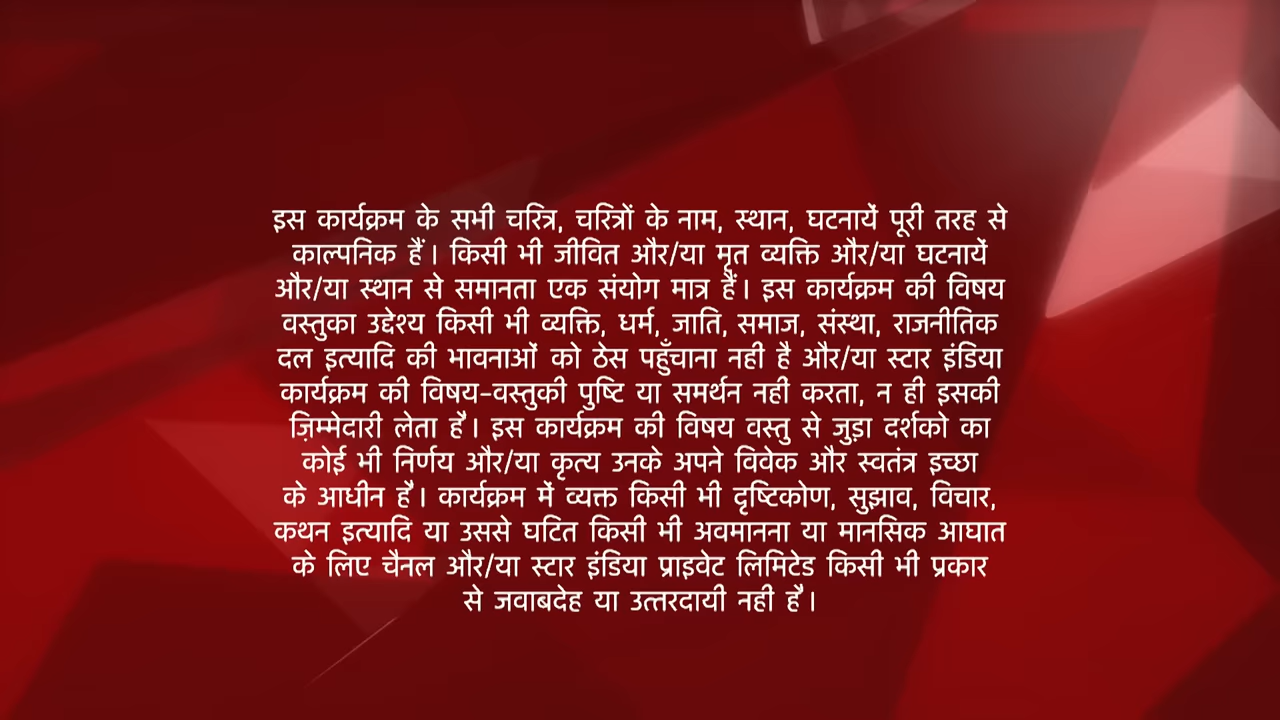 इस कार्यक्रम के सभी चरित्र, चरित्रों के नाम, स्थान, घटनायें पूरी तरह से
काल्पनिक हैं। किसी भी जीवित और/या मृत व्यक्ति और/या घटनायें
और/या स्थान से समानता एक संयोग मात्र हैं। इस कार्यक्रम की विषय
वस्तुका उद्देश्य किसी भी व्यक्ति, धर्म, जाति, समाज, संस्था, राजनीतिक
दल इत्यादि की भावनाओं को ठेस पहुँचाना नही है और/या स्टार इंडिया
कार्यक्रम की विषय-वस्तुकी पुष्टि या समर्थन नही करता, न ही इसकी
ज़िम्मेदारी लेता हैं। इस कार्यक्रम की विषय वस्तु से जुड़ा दर्शको का
कोई भी निर्णय और/या कृत्य उनके अपने विवेक और स्वतंत्र इच्छा
के आधीन हैं। कार्यक्रम में व्यक्त किसी भी दृष्टिकोण, सुझाव, विचार,
कथन इत्यादि या उससे घटित किसी भी अवमानना या मानसिक आघात
के लिए चैनल और/या स्टार इंडिया प्राइवेट लिमिटेड किसी भी प्रकार
से जवाबदेह या उत्तरदायी नही हैं।